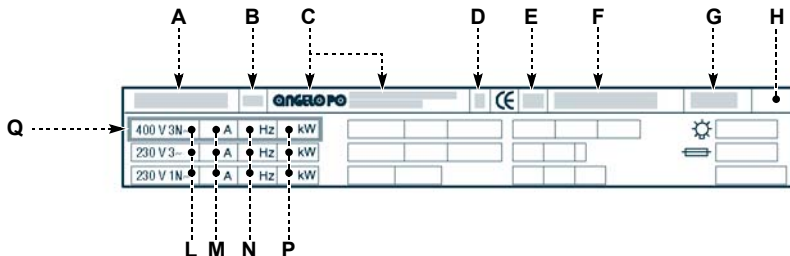 A B C D E F G H
ANGELO PO CE
Q
400 V 3N~ A Hz kW
230 V 3~ A Hz kW
230 V 1N~ A Hz kW
L M N P